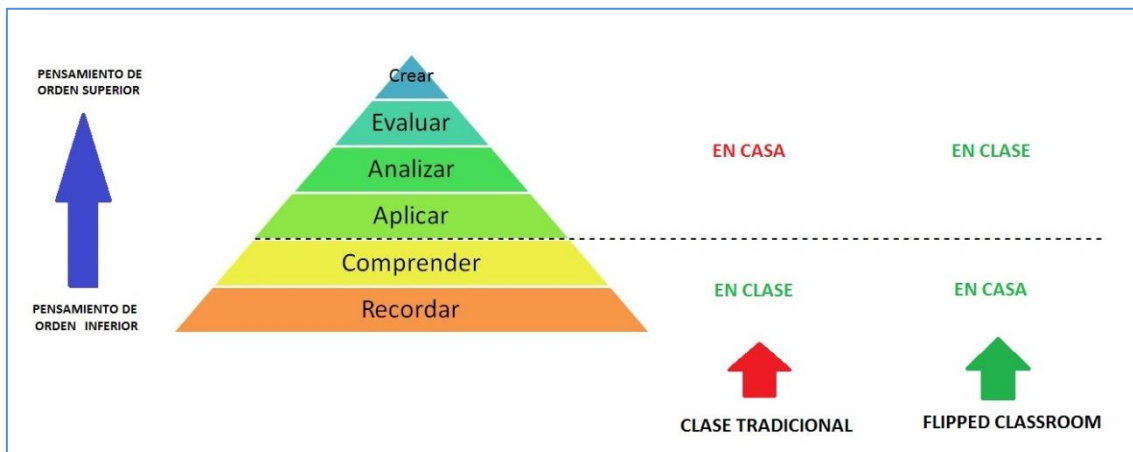 PENSAMIENTO DE
ORDEN SUPERIOR
Crear
Evaluar
Analizar
Aplicar
Comprender
Recordar
PENSAMIENTO DE
ORDEN INFERIOR
EN CASA
EN CLASE
EN CLASE
EN CASA
CLASE TRADICIONAL
FLIPPED CLASSROOM